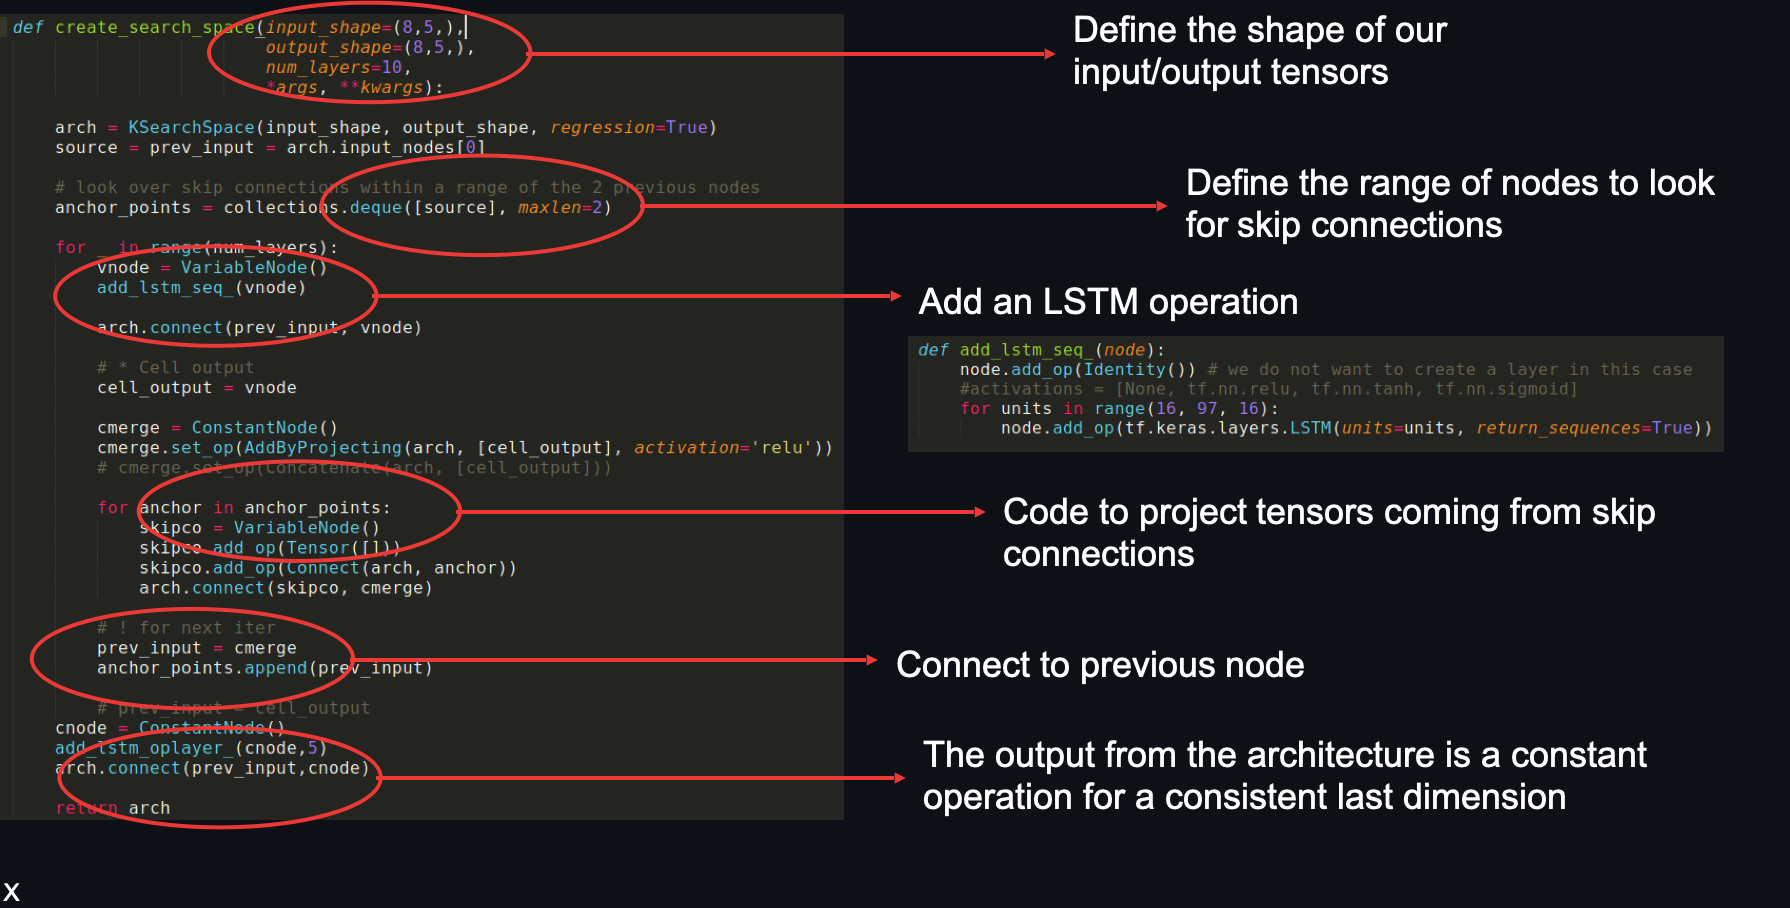 def create_search_space(input_shape=(8,5,),
output_shape=(8,5,),
num_layers=10,
*args, **kwargs):
arch = KSearchSpace(input_shape, output_shape, regression=True)
source = prev_input = arch.input_nodes[0]
# look over skip connections within a range of the 2 previous nodes
anchor_points = collections.deque([source], maxlen=2)
for _ in range(num_layers):
vnode = VariableNode()
add_lstm_seq_(vnode)
arch.connect(prev_input, vnode)
# * Cell output
cell_output = vnode
cmerge = ConstantNode()
cmerge.set_op(AddByProjecting(arch, [cell_output], activation='relu'))
# cmerge.set_op(Concatenate(arch, [cell_output]))
for anchor in anchor_points:
skipco = VariableNode()
skipco.add_op(Tensor([]))
skipco.add_op(Connect(arch, anchor))
arch.connect(skipco, cmerge)
# ! for next iter
prev_input = cmerge
anchor_points.append(prev_input)
# prev_input = cell_output
cnode = ConstantNode()
add_lstm_oplayer_(cnode,5)
arch.connect(prev_input,cnode)
return arch
Define the shape of our
input/output tensors
Define the range of nodes to look
for skip connections
Add an LSTM operation
def add_lstm_seq_(node):
node.add_op(Identity()) # we do not want to create a layer in this case
#activations = [None, tf.nn.relu, tf.nn.tanh, tf.nn.sigmoid]
for units in range(16, 97, 16):
node.add_op(tf.keras.layers.LSTM(units=units, return_sequences=True))
Code to project tensors coming from skip
connections
Connect to previous node
The output from the architecture is a constant
operation for a consistent last dimension
x